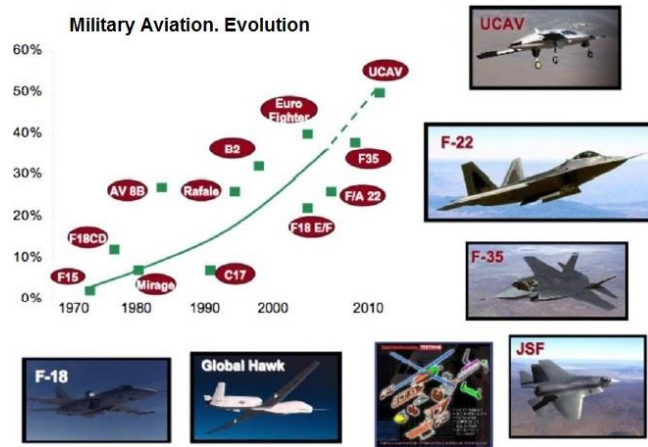 Military Aviation. Evolution
UCAV
60%
50%
40%
30%
20%
10%
0%
UCAV
Euro
Fighter
B2
F35
AV 8B
Rafale
F/A 22
F18 E/F
F18CD
F15
Mirage
C17
1970
1980
1990
2000
2010
F-22
F-35
F-18
Global Hawk
JSF